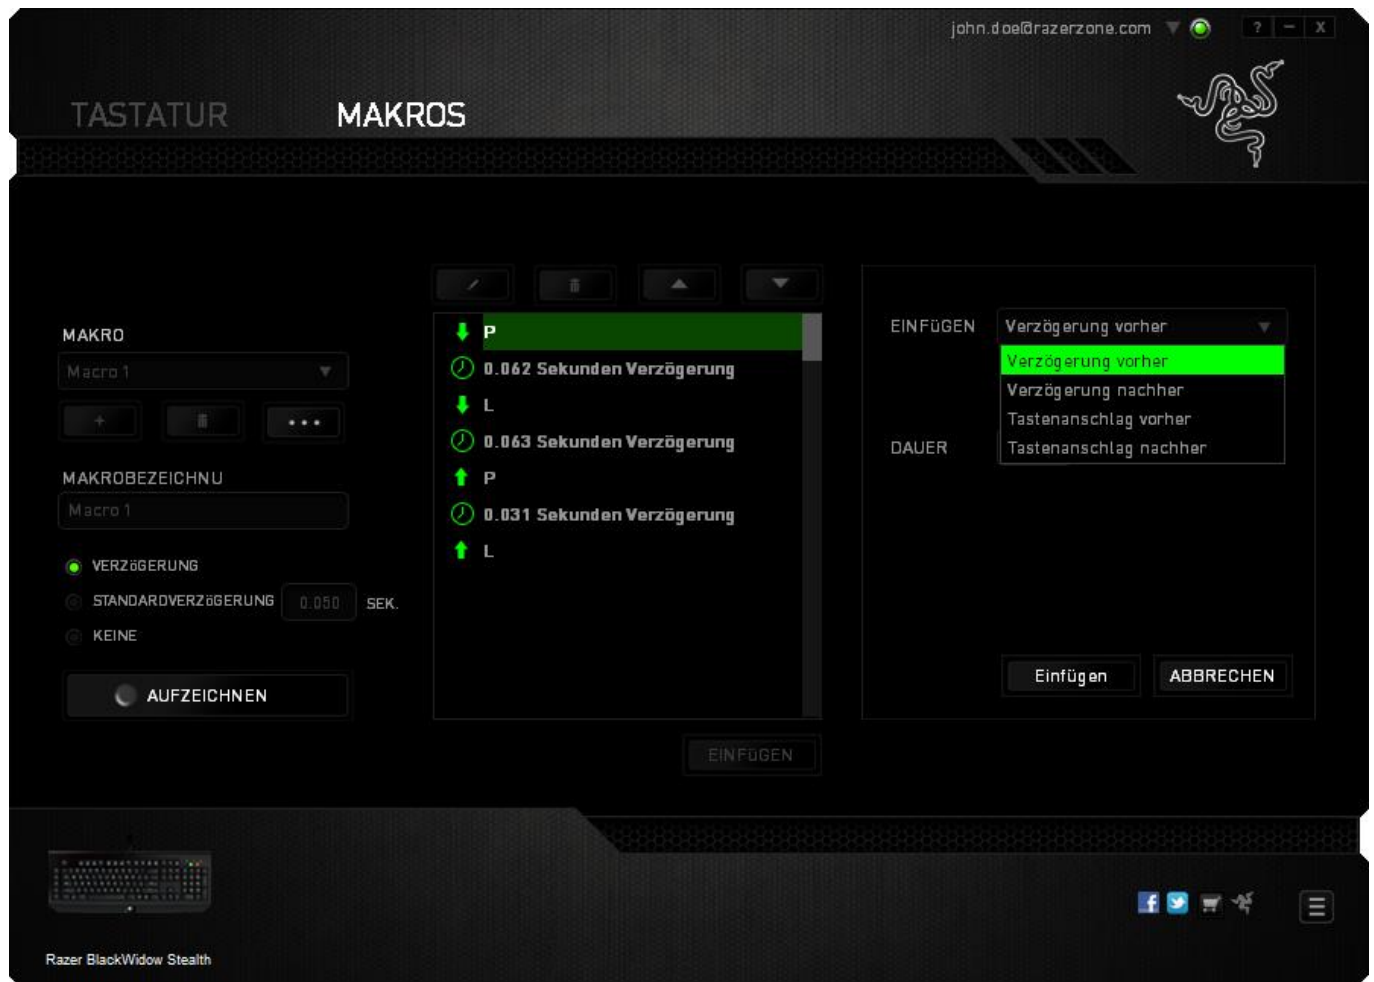 john.doe@razerzone.com ? – X
TASTATUR MAKROS
MAKRO
Macro 1
+ •••
MAKROBEZEICHNU
Macro 1
VERZöGERUNG
STANDARDVERZöGERUNG 0.050 SEK.
KEINE
AUFZEICHNEN
P
0.062 Sekunden Verzögerung
L
0.063 Sekunden Verzögerung
P
0.031 Sekunden Verzögerung
L
EINFüGEN
EINFüGEN Verzögerung vorher
Verzögerung vorher
Verzögerung nachher
Tastenanschlag vorher
Tastenanschlag nachher
DAUER
Einfügen ABBRECHEN
Razer BlackWidow Stealth